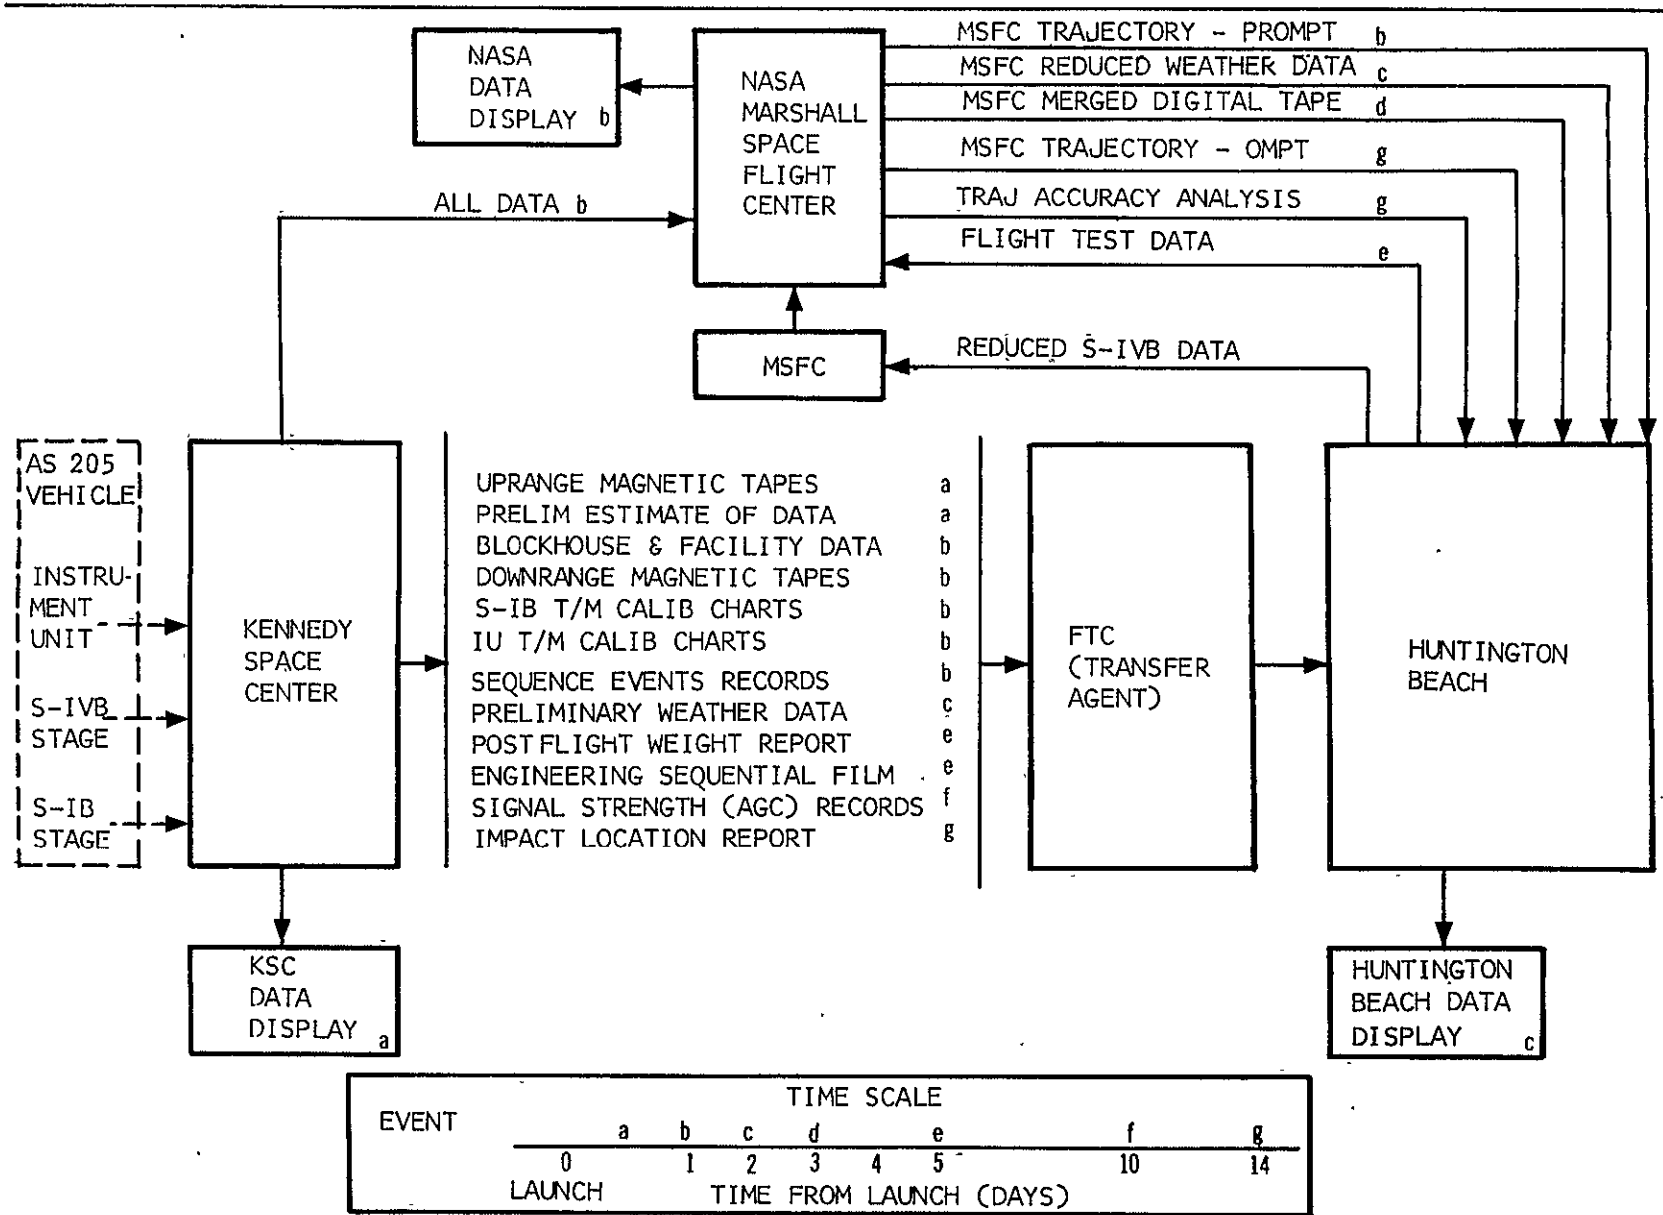 NASA
DATA
DISPLAY b
NASA
MARSHALL
SPACE
FLIGHT
CENTER
MSFC TRAJECTORY - PROMPT b
MSFC REDUCED WEATHER DATA c
MSFC MERGED DIGITAL TAPE d
MSFC TRAJECTORY - OMPT g
TRAJ ACCURACY ANALYSIS g
FLIGHT TEST DATA e
ALL DATA b
MSFC
REDUCED S-IVB DATA
AS 205
VEHICLE
INSTRU-
MENT
UNIT
S-IVB
STAGE
S-IB
STAGE
KENNEDY
SPACE
CENTER
UPRANGE MAGNETIC TAPES a
PRELIM ESTIMATE OF DATA a
BLOCKHOUSE & FACILITY DATA b
DOWNRANGE MAGNETIC TAPES b
S-IB T/M CALIB CHARTS b
IU T/M CALIB CHARTS b
SEQUENCE EVENTS RECORDS b
PRELIMINARY WEATHER DATA c
POST FLIGHT WEIGHT REPORT e
ENGINEERING SEQUENTIAL FILM e
SIGNAL STRENGTH (AGC) RECORDS f
IMPACT LOCATION REPORT g
FTC
(TRANSFER
AGENT)
HUNTINGTON
BEACH
KSC
DATA
DISPLAY a
HUNTINGTON
BEACH DATA
DISPLAY c
TIME SCALE
EVENT a b c d e f g
0 1 2 3 4 5 10 14
LAUNCH TIME FROM LAUNCH (DAYS)